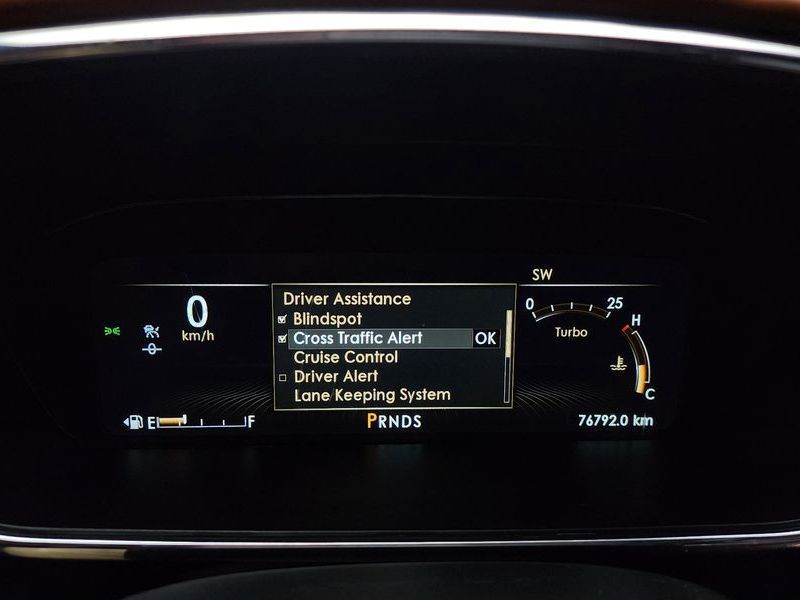 SW
0
km/h
Driver Assistance
Blindspot
Cross Traffic Alert OK
Cruise Control
Driver Alert
Lane Keeping System
0 25
Turbo
H
C
E F
PRNDS
76792.0 km